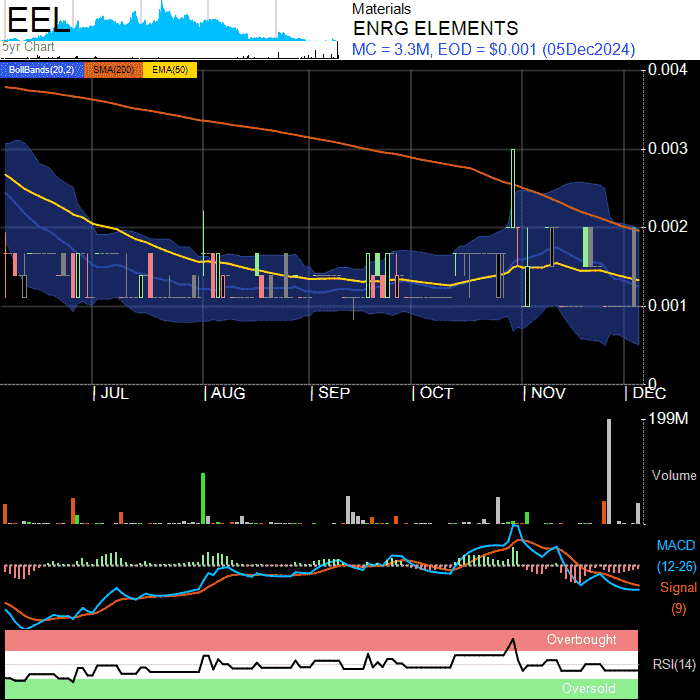 EEL
5yr Chart
Materials
ENRG ELEMENTS
MC = 3.3M, EOD = $0.001 (05Dec2024)
BollBands(20,2) SMA(200) EMA(50)
0.004
0.003
0.002
0.001
0
JUL AUG SEP OCT NOV DEC
199M
Volume
MACD
(12-26)
Signal
(9)
Overbought
RSI(14)
Oversold